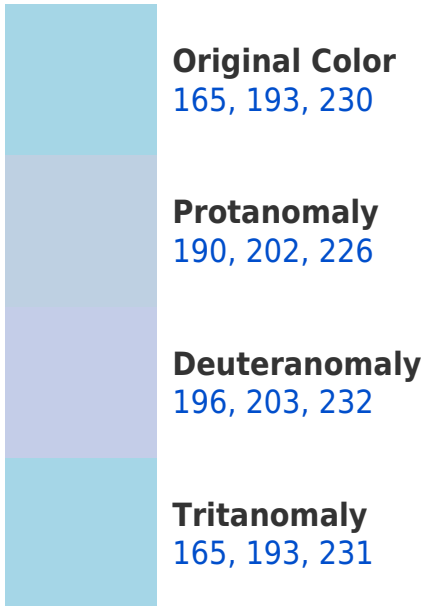 Original Color
165, 193, 230
Protanomaly
190, 202, 226
Deuteranomaly
196, 203, 232
Tritanomaly
165, 193, 231